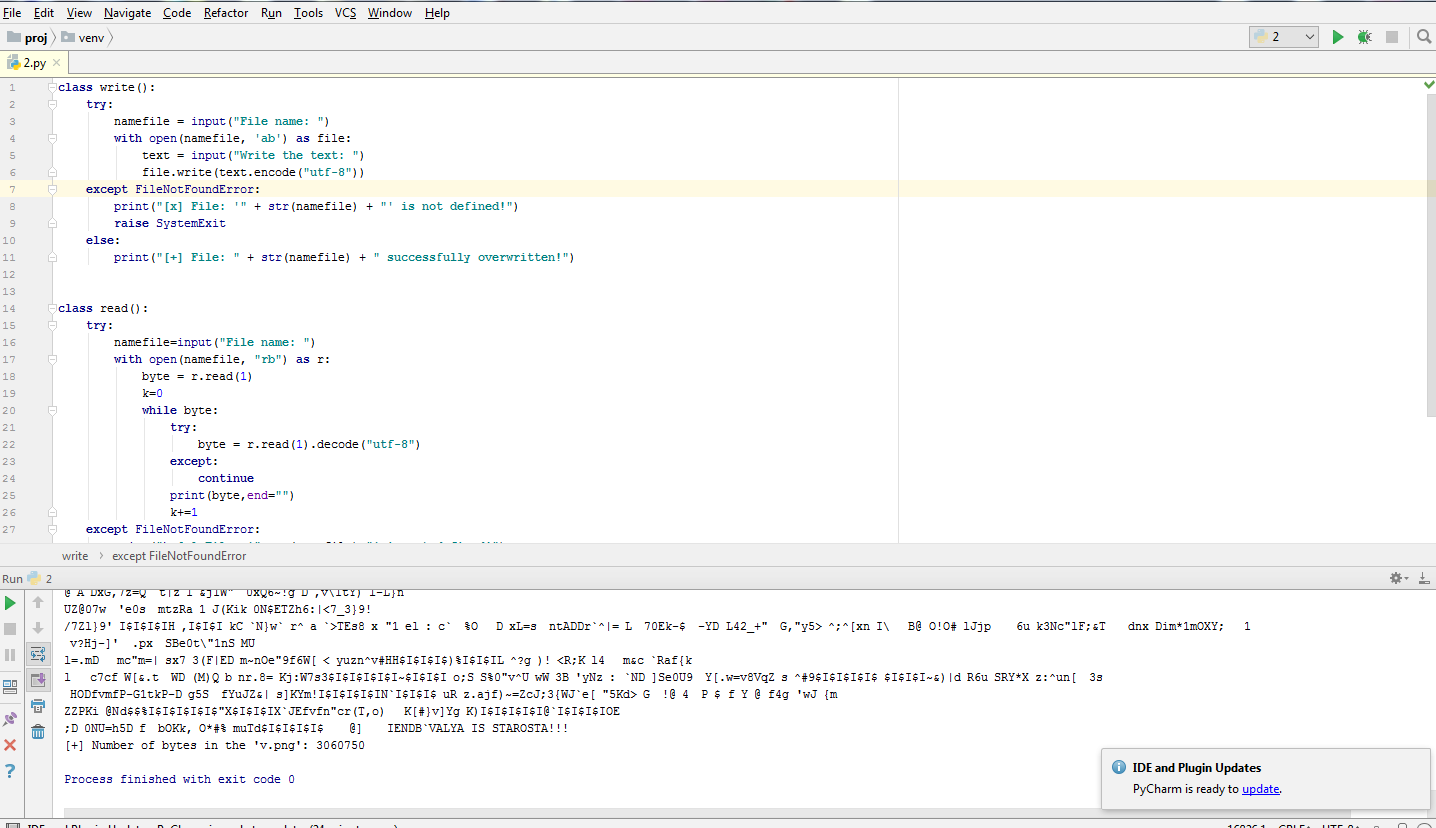 File Edit View Navigate Code Refactor Run Tools VCS Window Help
proj venv 2
2.py
1 class write():
2 try:
3 namefile = input("File name: ")
4 with open(namefile, 'ab') as file:
5 text = input("Write the text: ")
6 file.write(text.encode("utf-8"))
7 except FileNotFoundError:
8 print("[x] File: '" + str(namefile) + "' is not defined!")
9 raise SystemExit
10 else:
11 print("[+] File: " + str(namefile) + " successfully overwritten!")
12
13
14 class read():
15 try:
16 namefile=input("File name: ")
17 with open(namefile, "rb") as r:
18 byte = r.read(1)
19 k=0
20 while byte:
21 try:
22 byte = r.read(1).decode("utf-8")
23 except:
24 continue
25 print(byte,end="")
26 k+=1
27 except FileNotFoundError:
write except FileNotFoundError
Run 2
UZ@07w 'e0s mtzRa 1 J(Kik 0N$ETZh6:|<7_3}9!
/7Zl}9' I$I$I$IH ,I$I$I kC `N}w` r^ a `>TEs8 x "1 el : c` %O D xL=s ntADDr`^|= L 70Ek-$ -YD L42_+" G,"y5> ^;^[xn I\ B@ O!O# lJjp 6u k3Nc"lF;&T dnx Dim*1mOXY; 1
v?Hj-]' .px SBe0t\"1nS MU
l=.mD mc"m=| sx7 3(F|ED m~nOe"9f6W[ < yuzn^v#HH$I$I$I$)%I$I$IL ^?g )! <R;K l4 m&c `Raf{k
l c7cf W[&.t WD (M)Q b nr.8= Kj:W7s3$I$I$I$I$I~$I$I$I o;S S%0"v^U wW 3B 'yNz : `ND ]Se0U9 Y[.w=v8VqZ s ^#9$I$I$I$I$ $I$I$I~&)|d R6u SRY*X z:^un[ 3s
HODfvmfP-G1tkP-D g5S fYuJZ&| s]KYm!I$I$I$I$IN`I$I$I$ uR z.ajf)~=ZcJ;3{WJ`e[ "5Kd> G !@ 4 P $ f Y @ f4g 'wJ {m
ZZPKi @Nd$$%I$I$I$I$I$"X$I$I$IX`JEfvfn"cr(T,o) K[#}v]Yg K)I$I$I$I$I@`I$I$I$IOE
;D 0NU=h5D f bOKk, O*#% muTd$I$I$I$I$ @] IENDB`VALYA IS STAROSTA!!!
[+] Number of bytes in the 'v.png': 3060750
Process finished with exit code 0
IDE and Plugin Updates
PyCharm is ready to update.